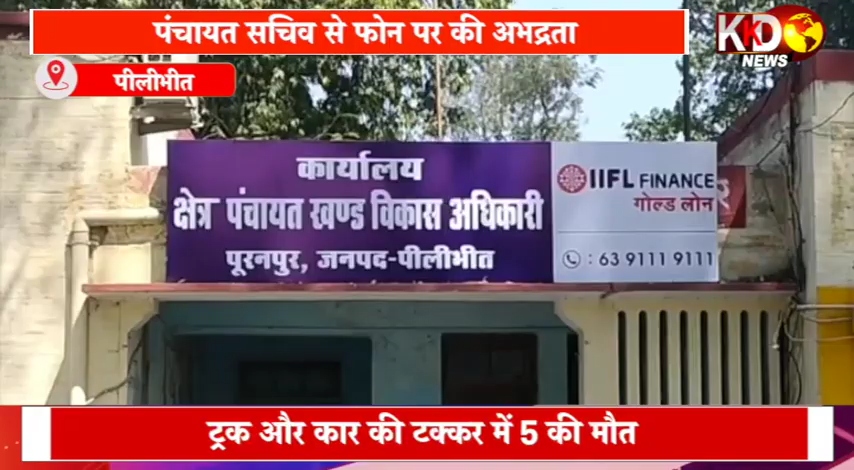 पंचायत सचिव से फोन पर की अभद्रता
KKD
NEWS
पीलीभीत
कार्यालय
क्षेत्र पंचायत खण्ड विकास अधिकारी
पूरनपुर, जनपद-पीलीभीत
IIFL FINANCE
गोल्ड लोन
: 63 9111 9111
ट्रक और कार की टक्कर में 5 की मौत